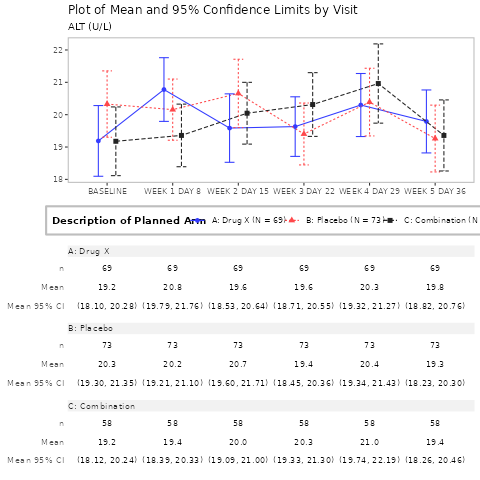 Plot of Mean and 95% Confidence Limits by Visit
ALT (U/L)
22
21
20
19
18
BASELINE WEEK 1 DAY 8 WEEK 2 DAY 15 WEEK 3 DAY 22 WEEK 4 DAY 29 WEEK 5 DAY 36
Description of Planned Arm A: Drug X (N = 69) B: Placebo (N = 73) C: Combination (N
A: Drug X
n 69 69 69 69 69 69
Mean 19.2 20.8 19.6 19.6 20.3 19.8
Mean 95% CI (18.10, 20.28) (19.79, 21.76) (18.53, 20.64) (18.71, 20.55) (19.32, 21.27) (18.82, 20.76)
B: Placebo
n 73 73 73 73 73 73
Mean 20.3 20.2 20.7 19.4 20.4 19.3
Mean 95% CI (19.30, 21.35) (19.21, 21.10) (19.60, 21.71) (18.45, 20.36) (19.34, 21.43) (18.23, 20.30)
C: Combination
n 58 58 58 58 58 58
Mean 19.2 19.4 20.0 20.3 21.0 19.4
Mean 95% CI (18.12, 20.24) (18.39, 20.33) (19.09, 21.00) (19.33, 21.30) (19.74, 22.19) (18.26, 20.46)